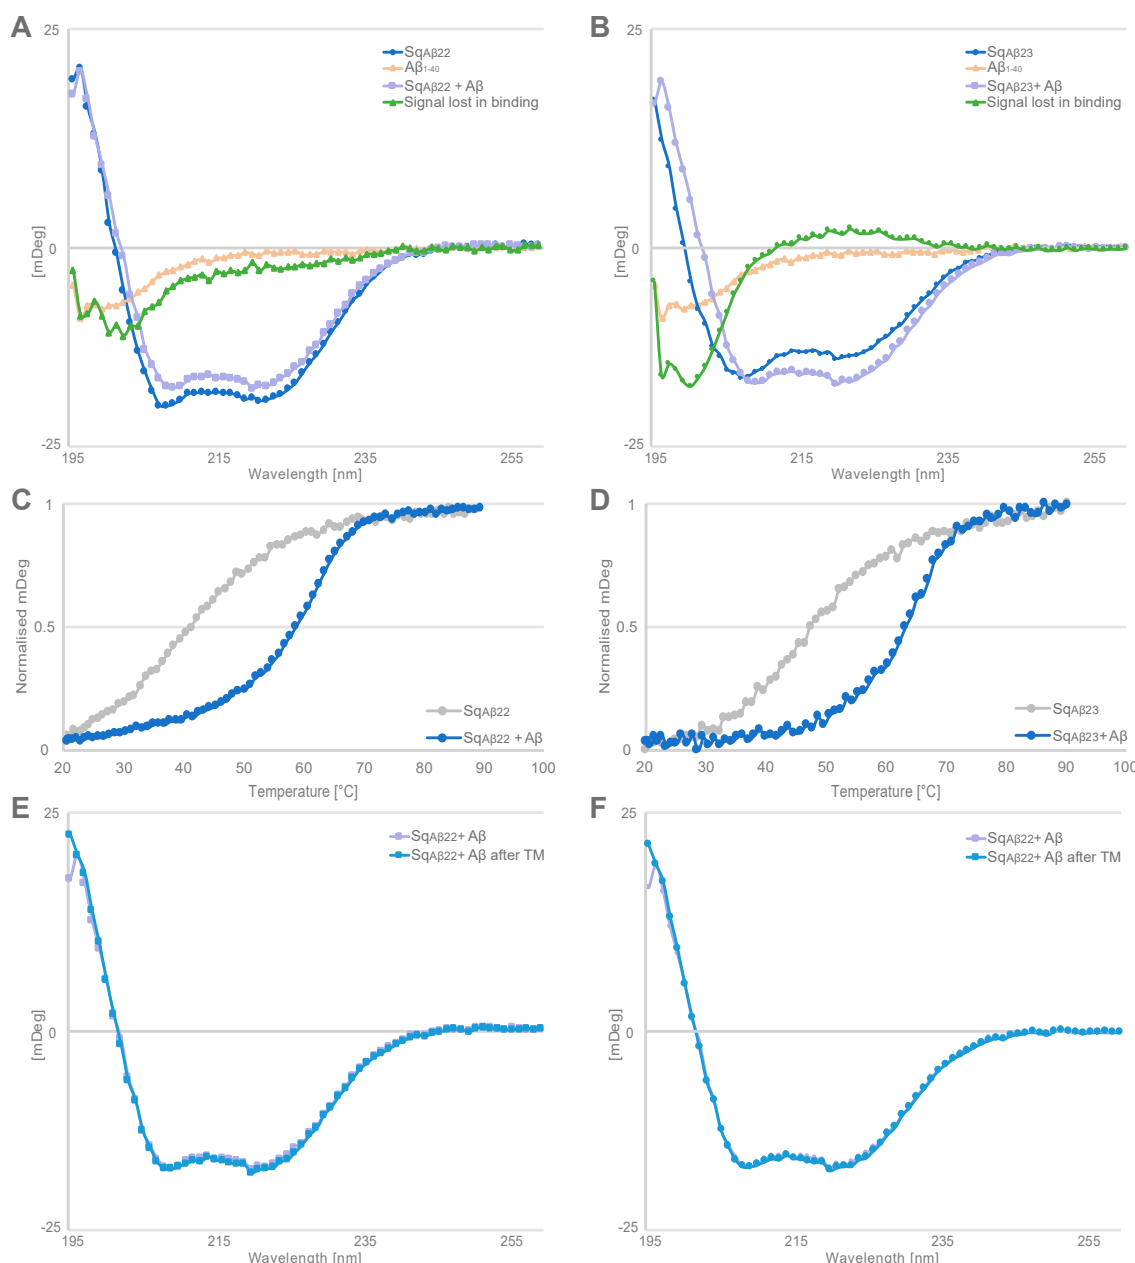 A
25
0
-25
[mDeg]
SqAβ22
Aβ1-40
SqAβ22 + Aβ
Signal lost in binding
195 215 235 255
Wavelength [nm]
B
25
0
-25
[mDeg]
SqAβ23
Aβ1-40
SqAβ23+ Aβ
Signal lost in binding
195 215 235 255
Wavelength [nm]
C
1
0.5
0
Normalised mDeg
SqAβ22
SqAβ22 + Aβ
20 30 40 50 60 70 80 90 100
Temperature [°C]
D
1
0.5
0
Normalised mDeg
SqAβ23
SqAβ23+ Aβ
20 30 40 50 60 70 80 90 100
Temperature [°C]
E
25
0
-25
[mDeg]
SqAβ22+ Aβ
SqAβ22+ Aβ after TM
195 215 235 255
Wavelength [nm]
F
25
0
-25
[mDeg]
SqAβ22+ Aβ
SqAβ22+ Aβ after TM
195 215 235 255
Wavelength [nm]